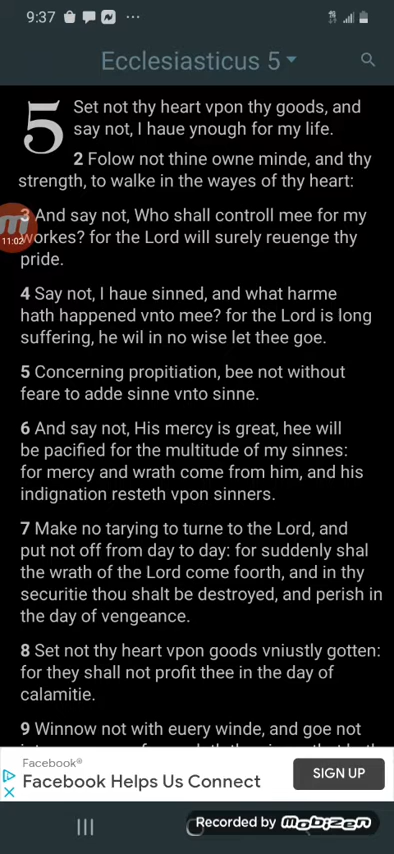 9:37
Ecclesiasticus 5
5 Set not thy heart vpon thy goods, and
say not, I haue ynough for my life.
2 Folow not thine owne minde, and thy
strength, to walke in the wayes of thy heart:
3 And say not, Who shall controll mee for my
workes? for the Lord will surely reuenge thy
pride.
11:02
4 Say not, I haue sinned, and what harme
hath happened vnto mee? for the Lord is long
suffering, he wil in no wise let thee goe.
5 Concerning propitiation, bee not without
feare to adde sinne vnto sinne.
6 And say not, His mercy is great, hee will
be pacified for the multitude of my sinnes:
for mercy and wrath come from him, and his
indignation resteth vpon sinners.
7 Make no tarying to turne to the Lord, and
put not off from day to day: for suddenly shal
the wrath of the Lord come foorth, and in thy
securitie thou shalt be destroyed, and perish in
the day of vengeance.
8 Set not thy heart vpon goods vniustly gotten:
for they shall not profit thee in the day of
calamitie.
9 Winnow not with euery winde, and goe not
Facebook®
Facebook Helps Us Connect
SIGN UP
Recorded by mobizen